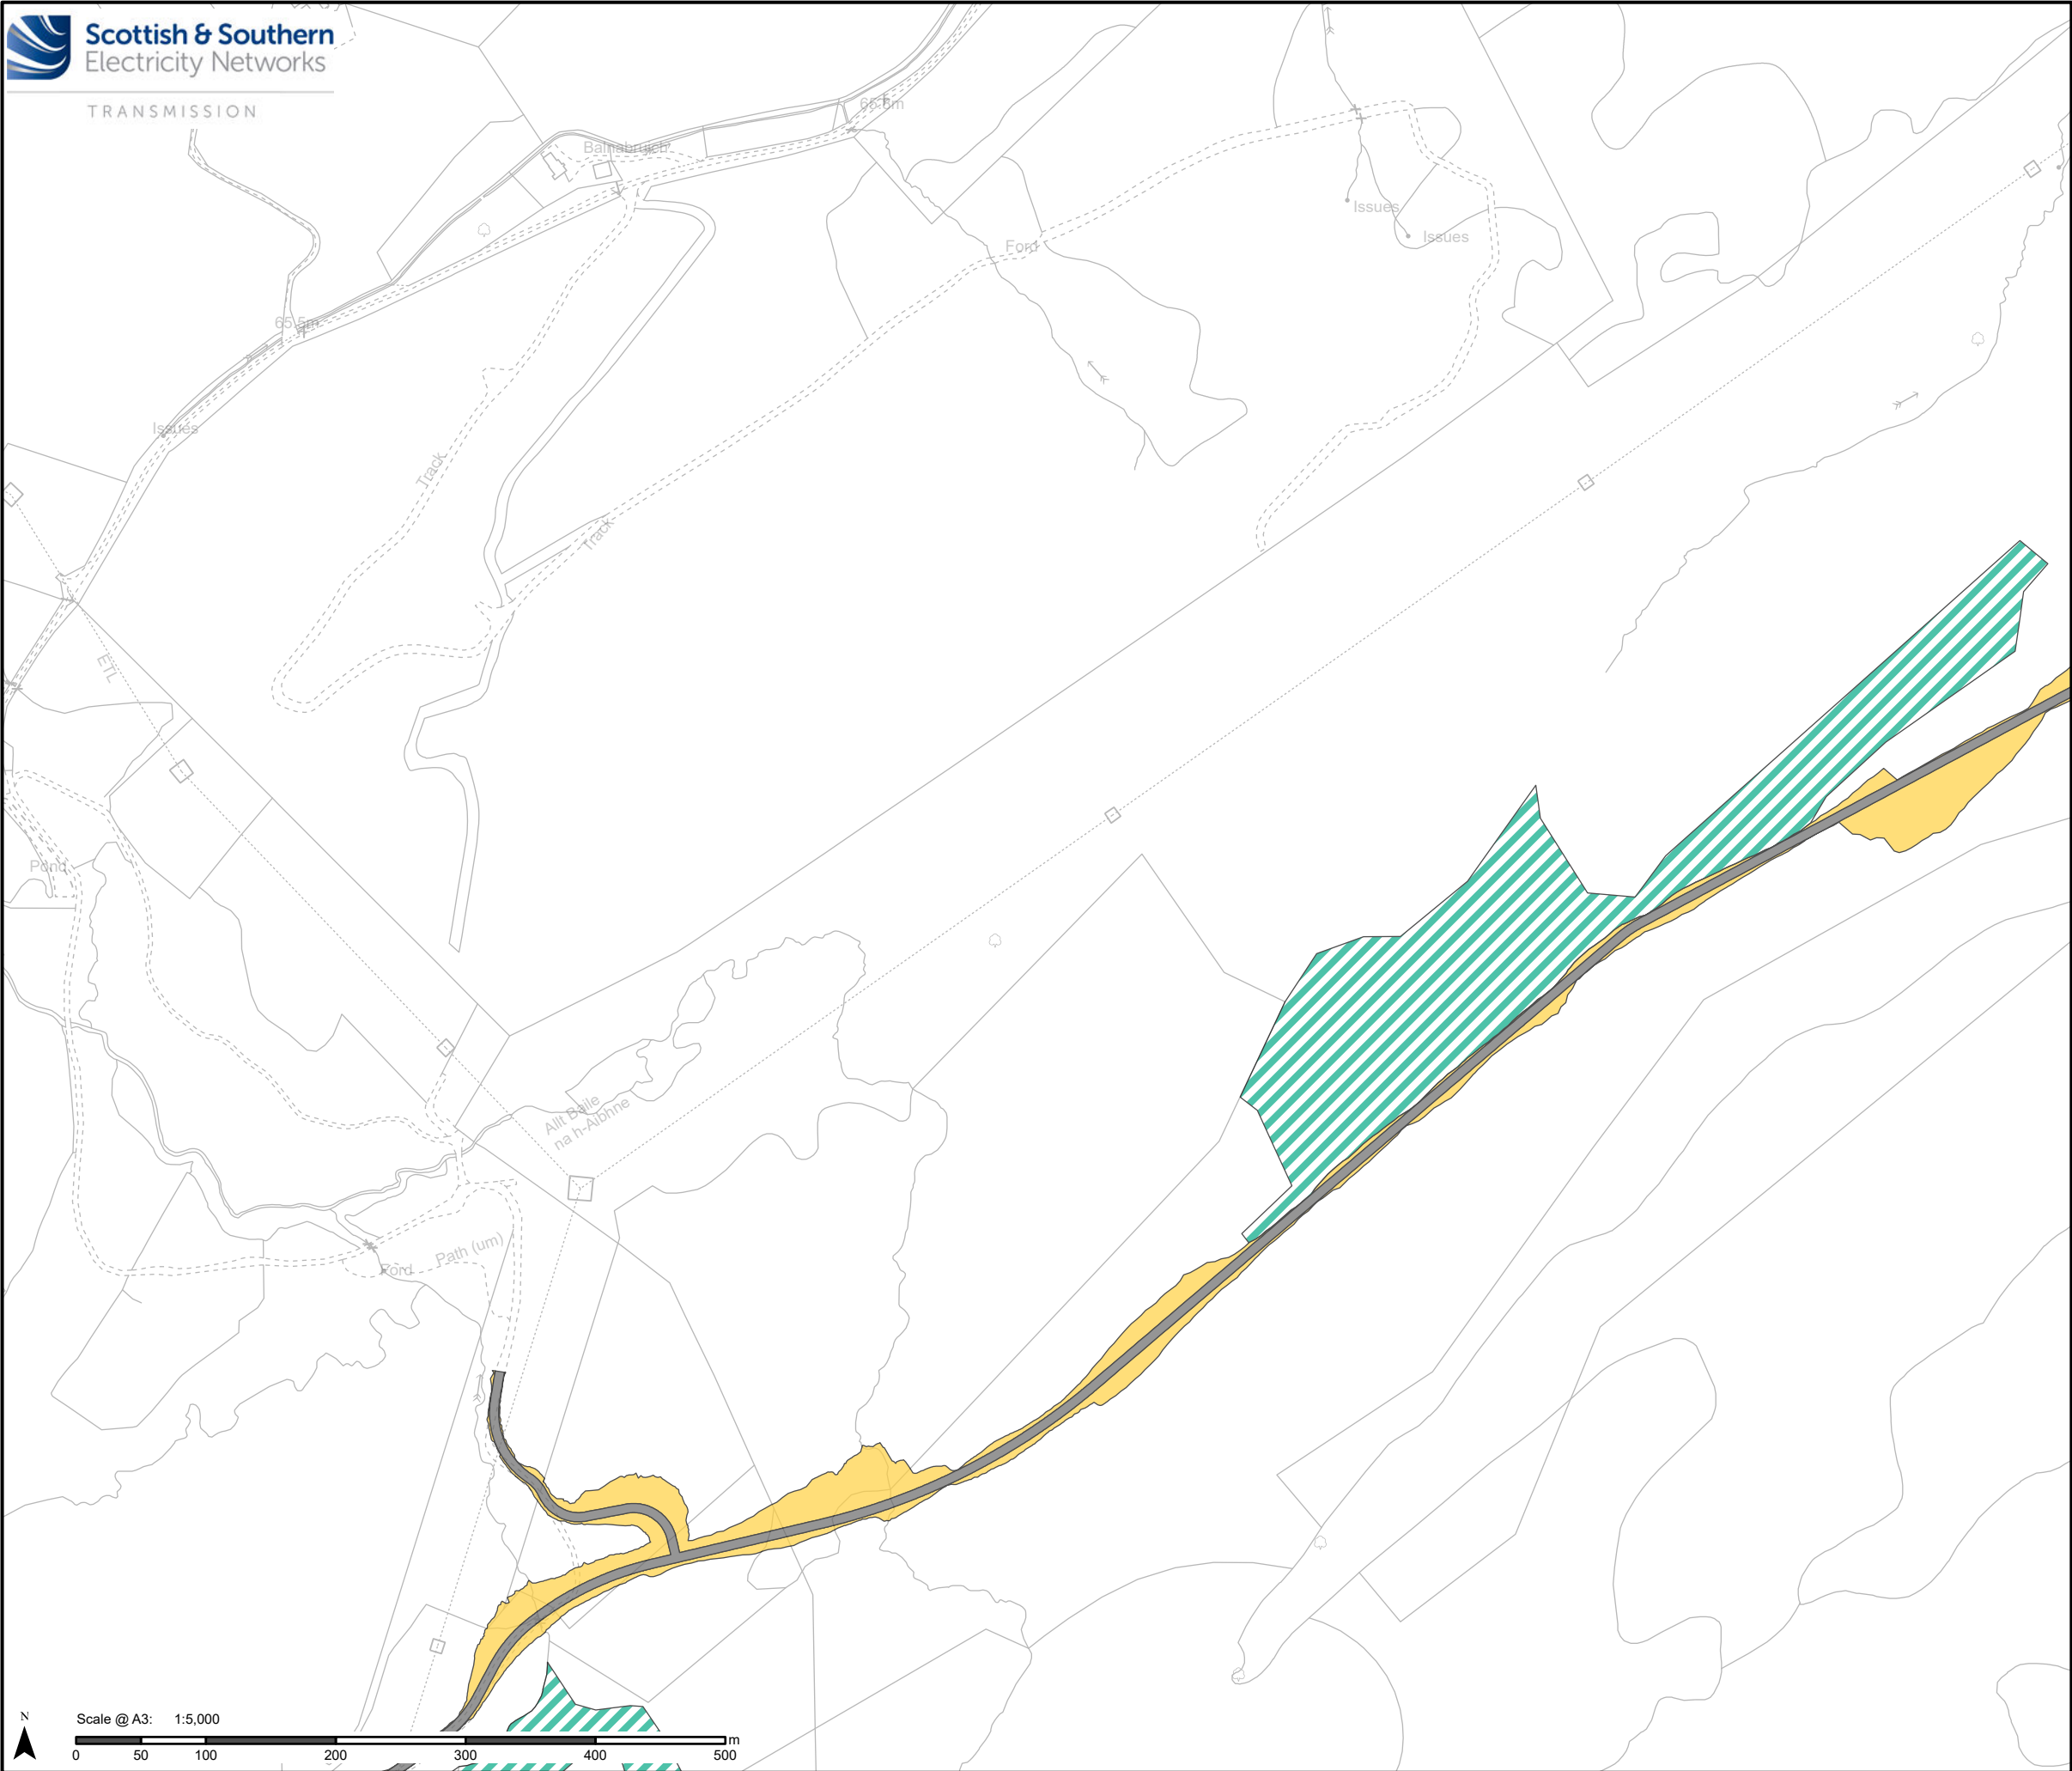 Scottish & Southern
Electricity Networks
TRANSMISSION
65.8m
Balnabruich
Issues
Issues
Ford
65.5m
Issues
Track
Track
ETL
Pond
Allt Baile
na h-Aibhne
Path (um)
Ford
N
Scale @ A3: 1:5,000
m
0 50 100 200 300 400 500